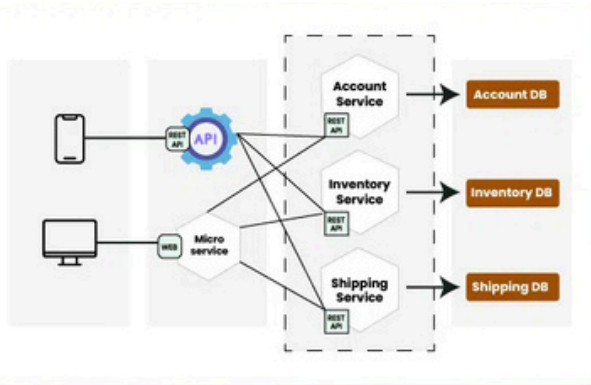 REST
API
API
WEB
Micro
service
Account
Service
REST
API
Inventory
Service
REST
API
Shipping
Service
REST
API
Account DB
Inventory DB
Shipping DB